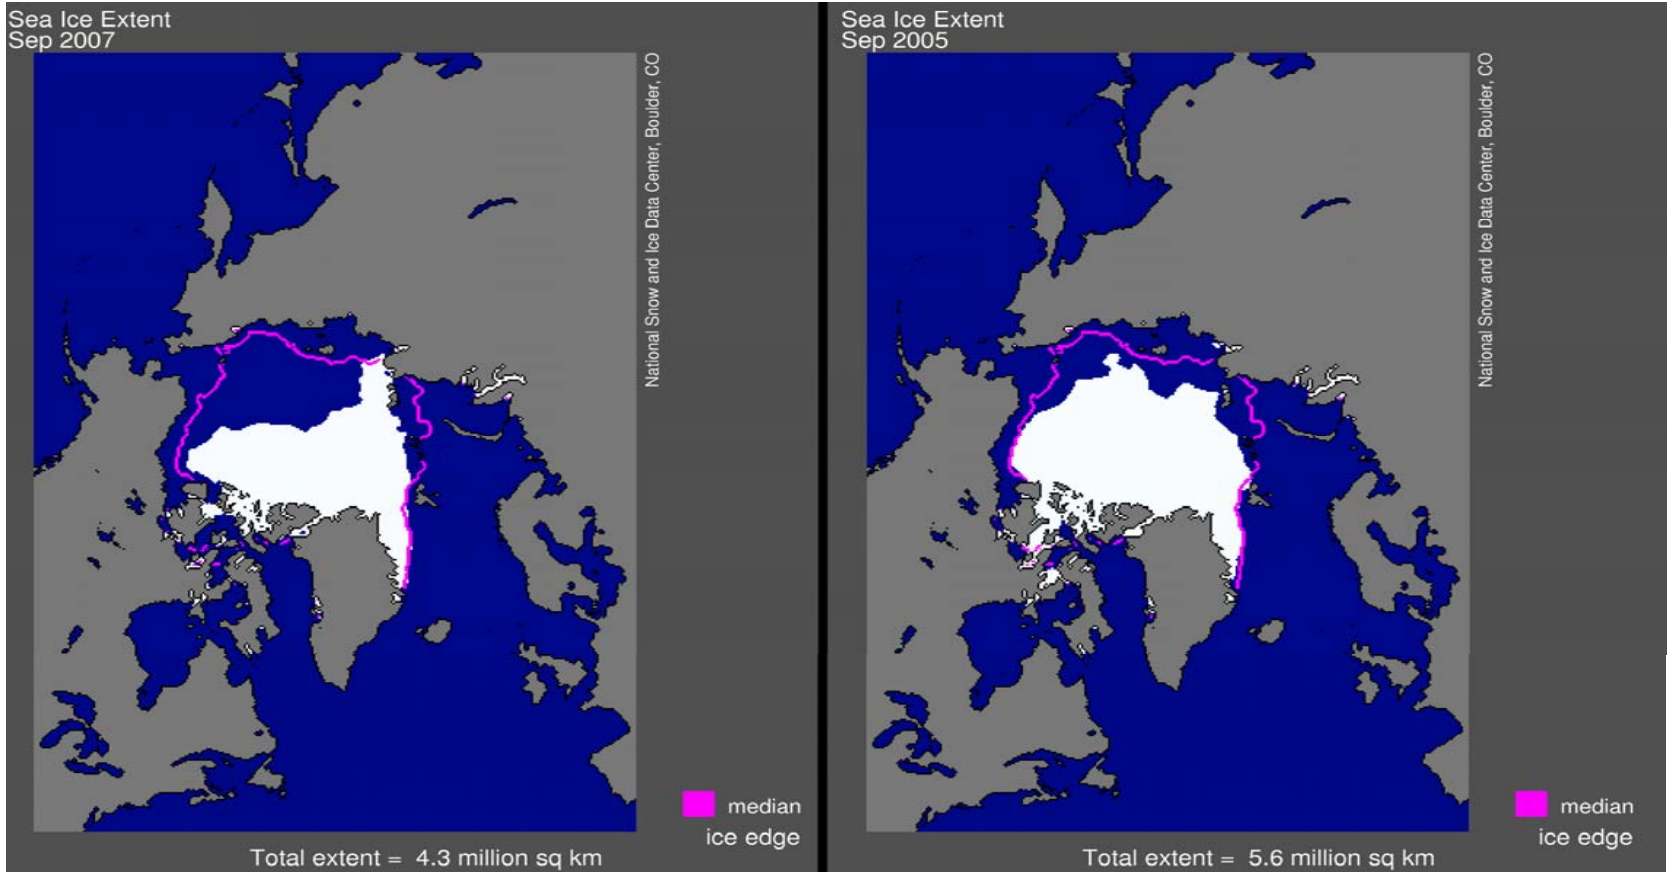 Sea Ice Extent
Sep 2007
National Snow and Ice Data Center, Boulder, CO
median
ice edge
Total extent = 4.3 million sq km
Sea Ice Extent
Sep 2005
National Snow and Ice Data Center, Boulder, CO
median
ice edge
Total extent = 5.6 million sq km